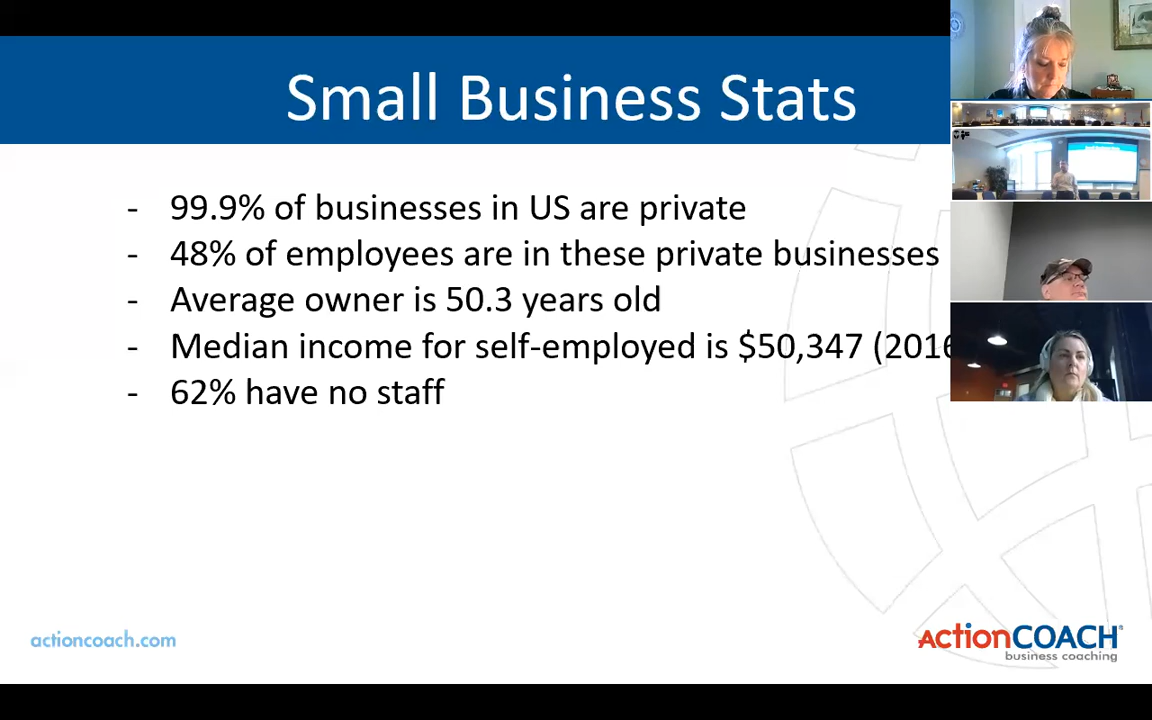 Small Business Stats
- 99.9% of businesses in US are private
- 48% of employees are in these private businesses
- Average owner is 50.3 years old
- Median income for self-employed is $50,347 (2016
- 62% have no staff
actioncoach.com
ActionCOACH
business coaching